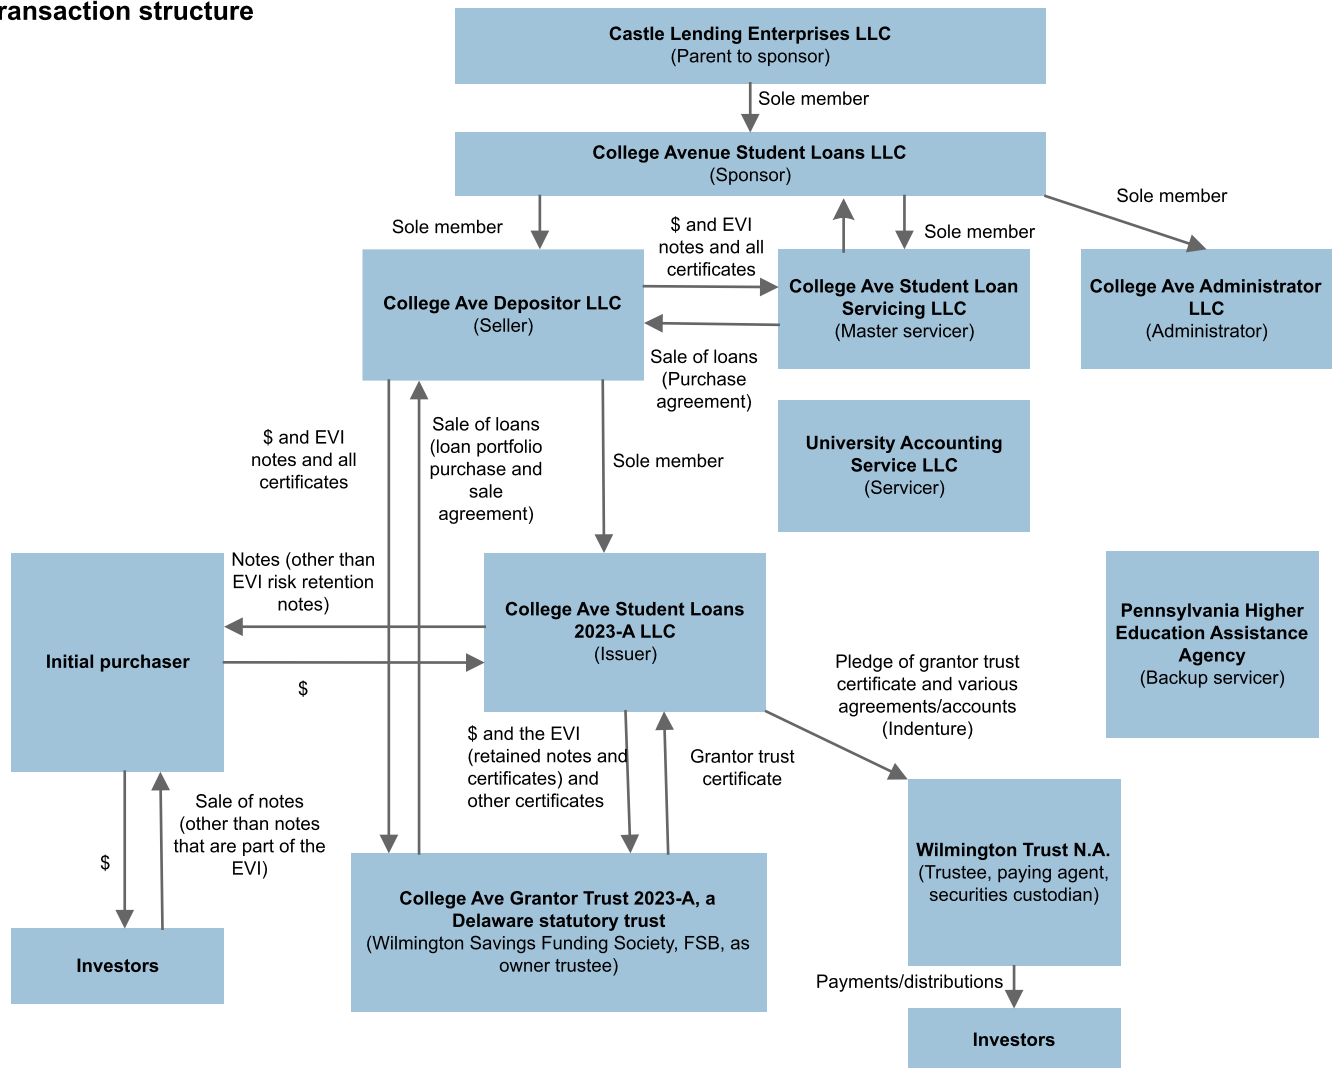 ransaction structure
Castle Lending Enterprises LLC
(Parent to sponsor)
Sole member
College Avenue Student Loans LLC
(Sponsor)
Sole member
Sole member
$ and EVI
notes and all
certificates
Sole member
College Ave Depositor LLC
(Seller)
College Ave Student Loan
Servicing LLC
(Master servicer)
College Ave Administrator
LLC
(Administrator)
Sale of loans
(Purchase
agreement)
$ and EVI
notes and all
certificates
Sale of loans
(loan portfolio
purchase and
sale
agreement)
Sole member
University Accounting
Service LLC
(Servicer)
Notes (other than
EVI risk retention
notes)
Initial purchaser
$
College Ave Student Loans
2023-A LLC
(Issuer)
Pennsylvania Higher
Education Assistance
Agency
(Backup servicer)
Pledge of grantor trust
certificate and various
agreements/accounts
(Indenture)
$ and the EVI
(retained notes and
certificates) and
other certificates
Grantor trust
certificate
Sale of notes
(other than notes
that are part of the
EVI)
$
Wilmington Trust N.A.
(Trustee, paying agent,
securities custodian)
College Ave Grantor Trust 2023-A, a
Delaware statutory trust
(Wilmington Savings Funding Society, FSB, as
owner trustee)
Investors
Payments/distributions
Investors